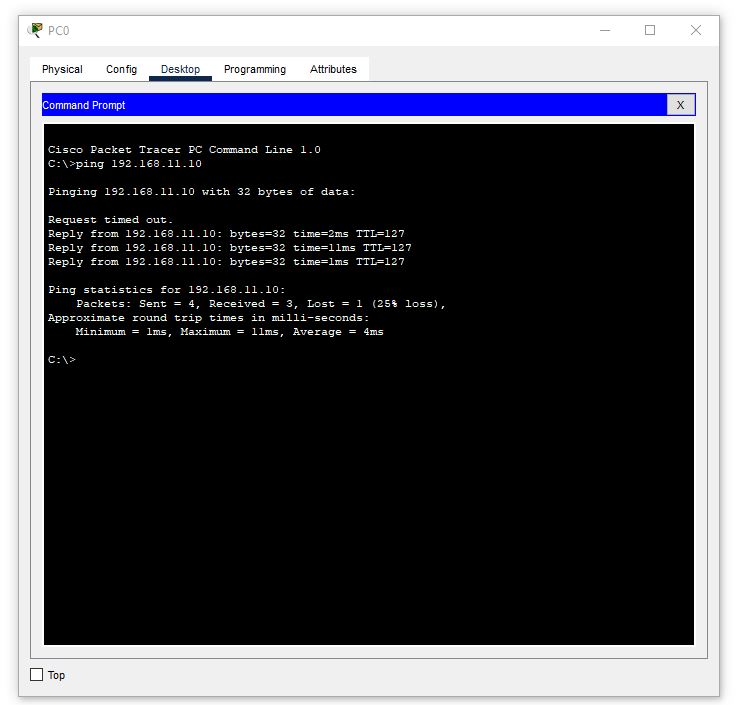 PC0
Physical Config Desktop Programming Attributes
Command Prompt X
Cisco Packet Tracer PC Command Line 1.0
C:\>ping 192.168.11.10
Pinging 192.168.11.10 with 32 bytes of data:
Request timed out.
Reply from 192.168.11.10: bytes=32 time=2ms TTL=127
Reply from 192.168.11.10: bytes=32 time=11ms TTL=127
Reply from 192.168.11.10: bytes=32 time=1ms TTL=127
Ping statistics for 192.168.11.10:
Packets: Sent = 4, Received = 3, Lost = 1 (25% loss),
Approximate round trip times in milli-seconds:
Minimum = 1ms, Maximum = 11ms, Average = 4ms
C:\>
Top